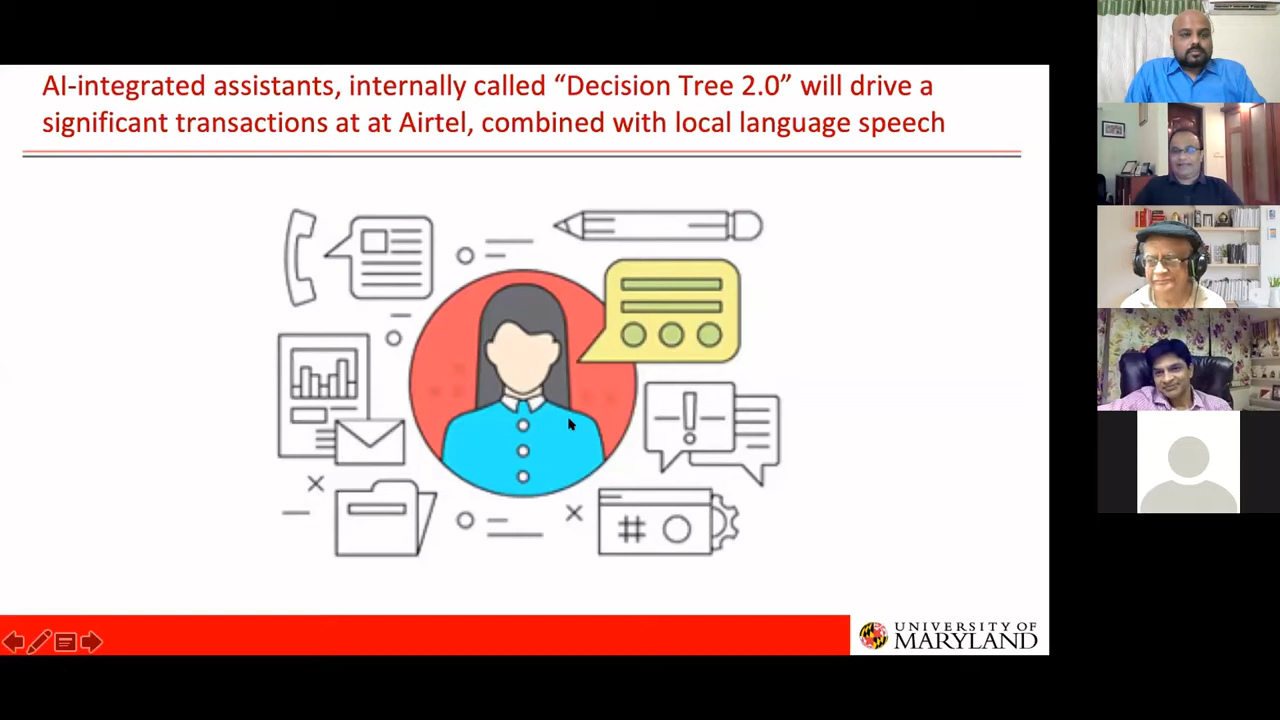 AI-integrated assistants, internally called “Decision Tree 2.0” will drive a
significant transactions at at Airtel, combined with local language speech
#
UNIVERSITY OF
MARYLAND